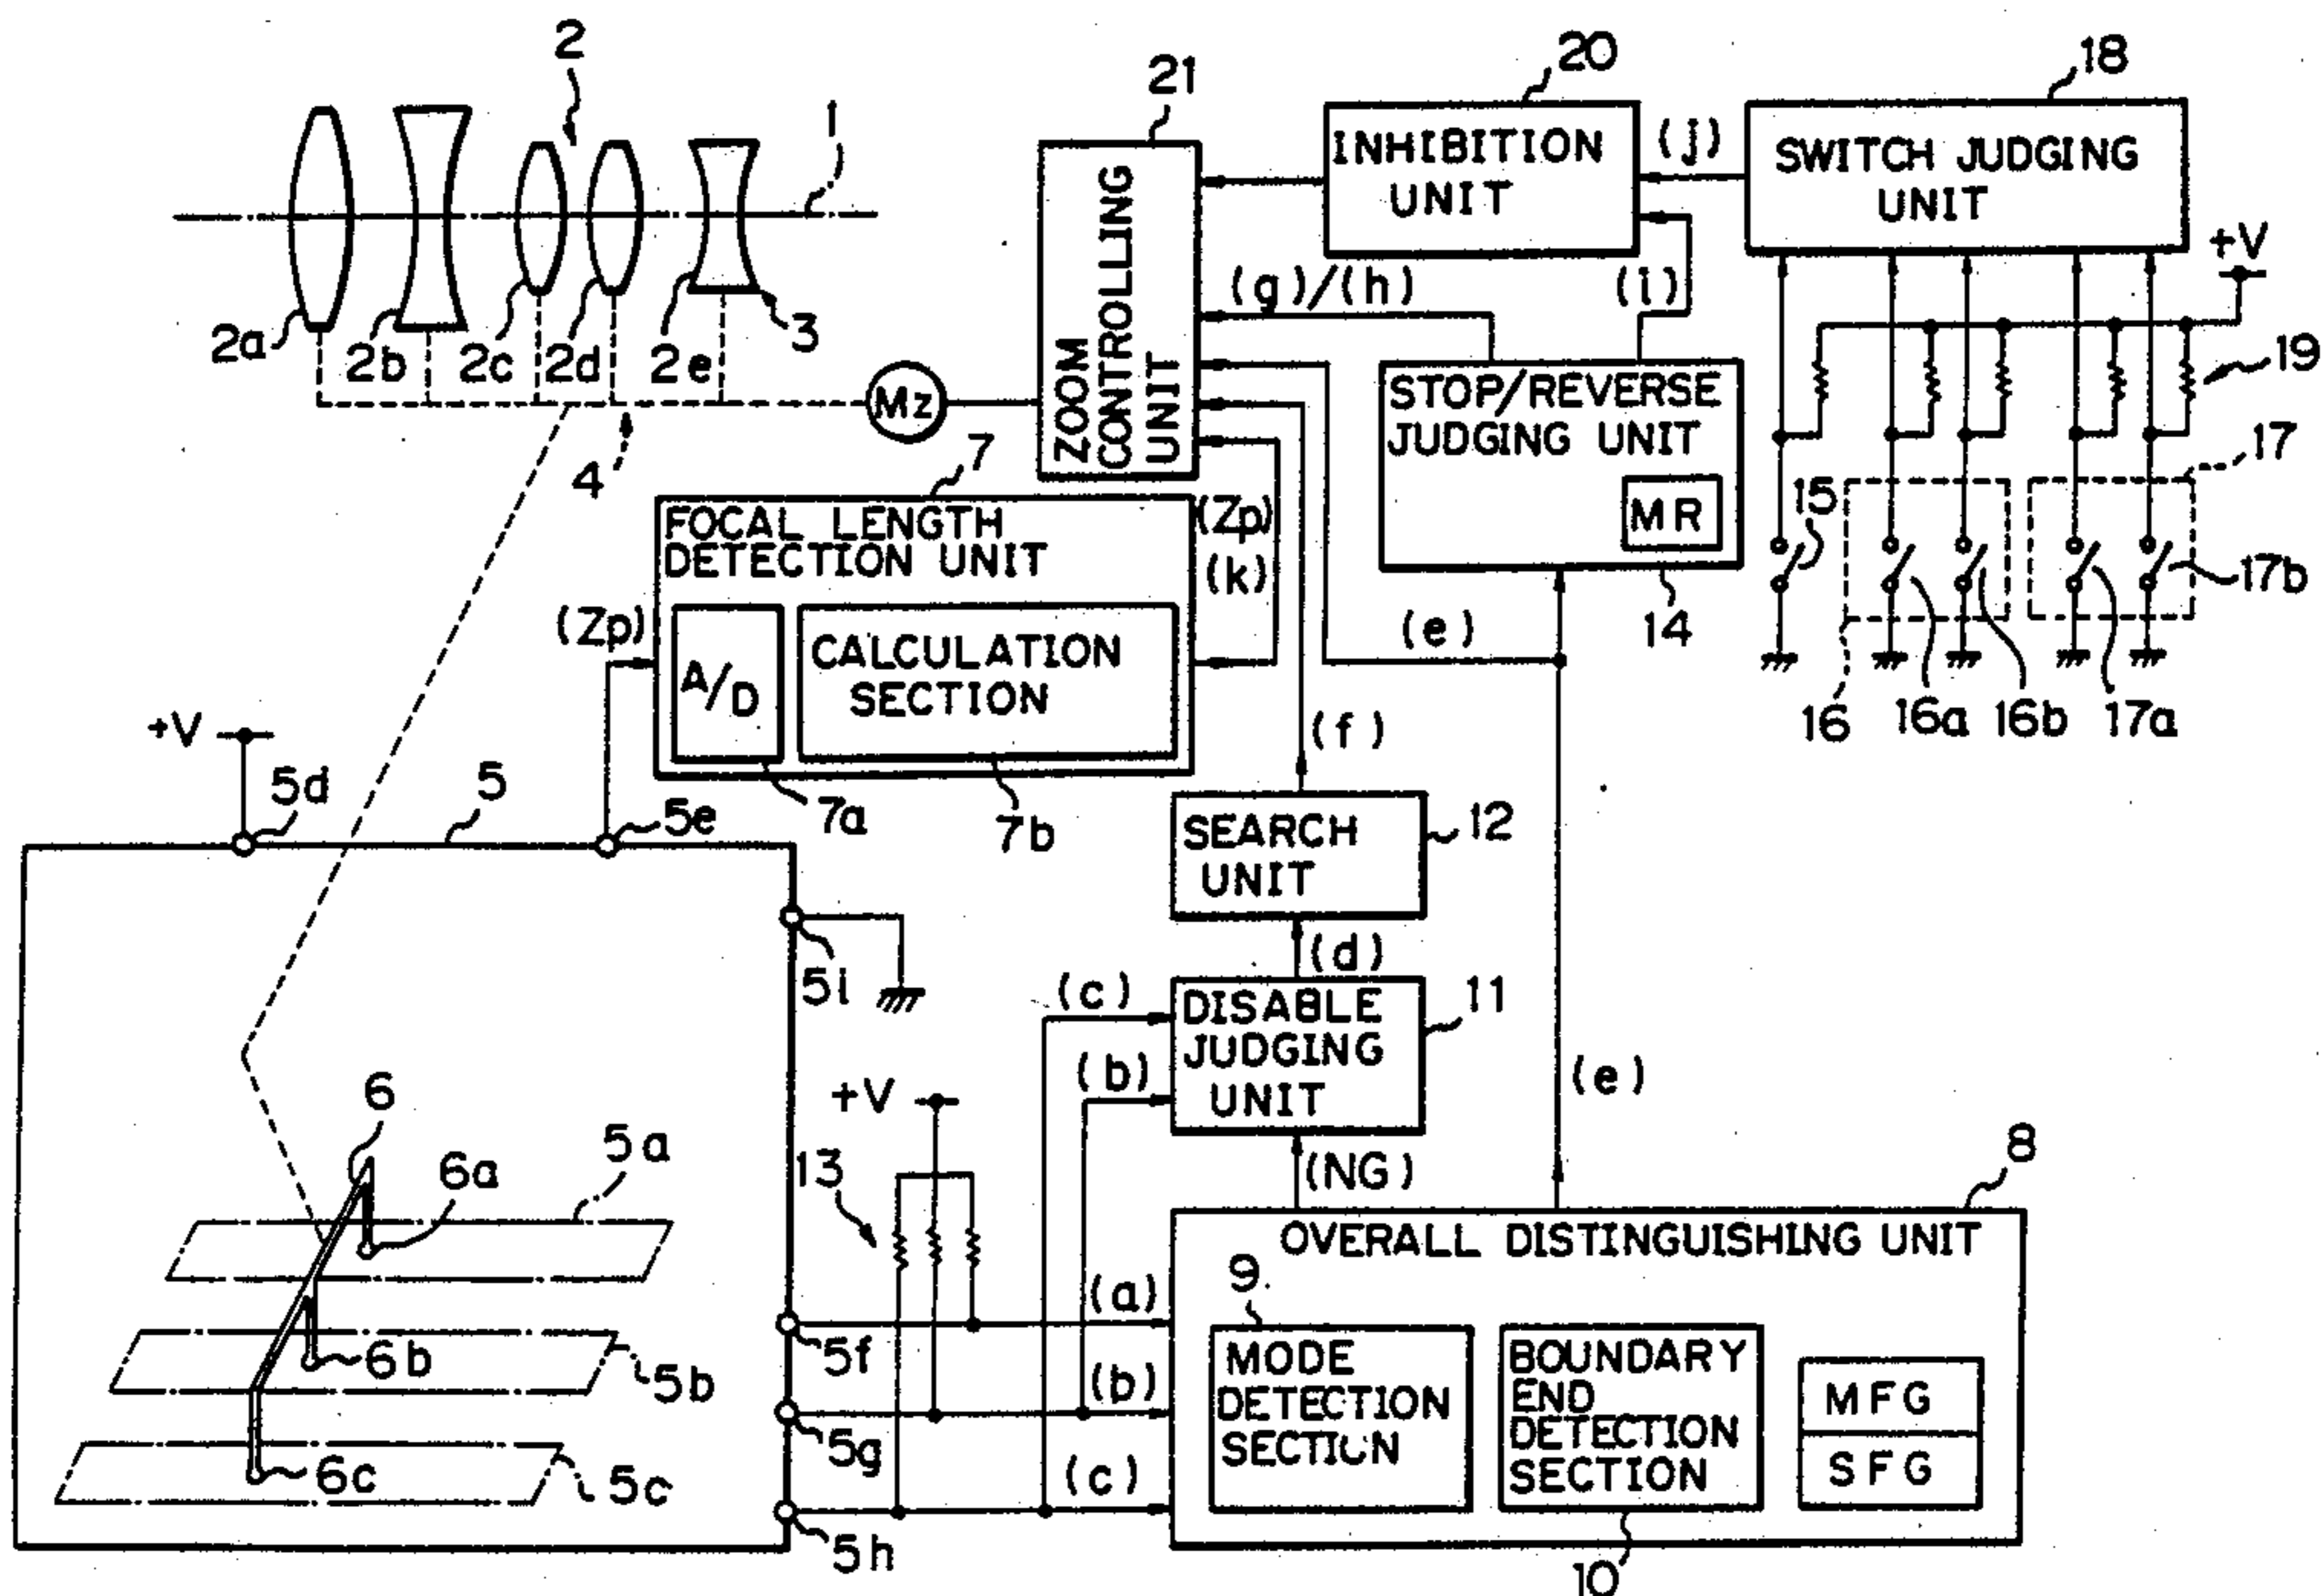 2
1
21
20
18
INHIBITION
UNIT
(j)
SWITCH JUDGING
UNIT
+V
ZOOM
CONTROLLING
UNIT
(g)/(h)
(i)
2a
2b
2c
2d
2e
3
Mz
4
STOP/REVERSE
JUDGING UNIT
MR
14
19
17
15
17b
16
16a
16b
17a
7
FOCAL LENGTH
DETECTION UNIT
(Zp)
(k)
(Zp)
A/D
CALCULATION
SECTION
7a
7b
(e)
(f)
+V
5d
5
5e
SEARCH
UNIT
12
5i
(d)
(c)
DISABLE
JUDGING
UNIT
11
(b)
(e)
+V
6
6a
5a
13
(NG)
8
OVERALL DISTINGUISHING UNIT
(a)
9
5f
6b
5b
(b)
MODE
DETECTION
SECTION
BOUNDARY
END
DETECTION
SECTION
MFG
SFG
5g
6c
5c
(c)
5h
10